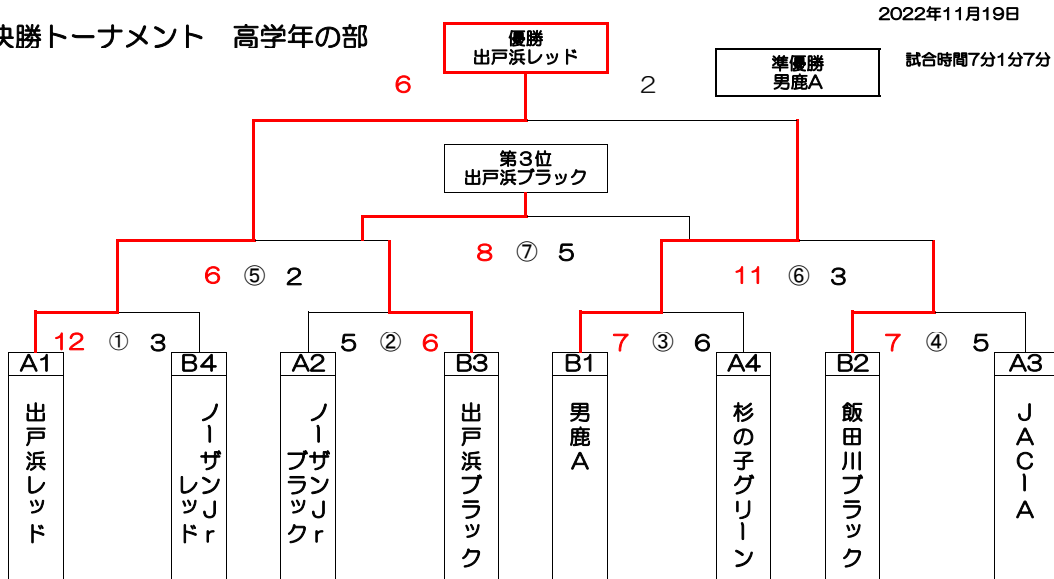 2022年11月19日
決勝トーナメント　高学年の部
優勝
出戸浜レッド
準優勝
男鹿A
試合時間7分1分7分
6 2
第3位
出戸浜ブラック
8 ⑦ 5
6 ⑤ 2
11 ⑥ 3
12 ① 3
5 ② 6
7 ③ 6
7 ④ 5
A1 B4 A2 B3 B1 A4 B2 A3
出戸浜レッド
ノーザンJr
レッド
ノーザンJr
ブラック
出戸浜ブラック
男鹿A
杉の子グリーン
飯田川ブラック
JACーA